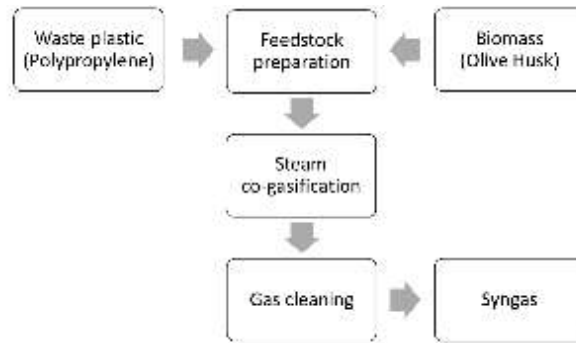 Waste plastic
(Polypropylene)
Feedstock
preparation
Biomass
(Olive Husk)
Steam
co-gasification
Gas cleaning
Syngas